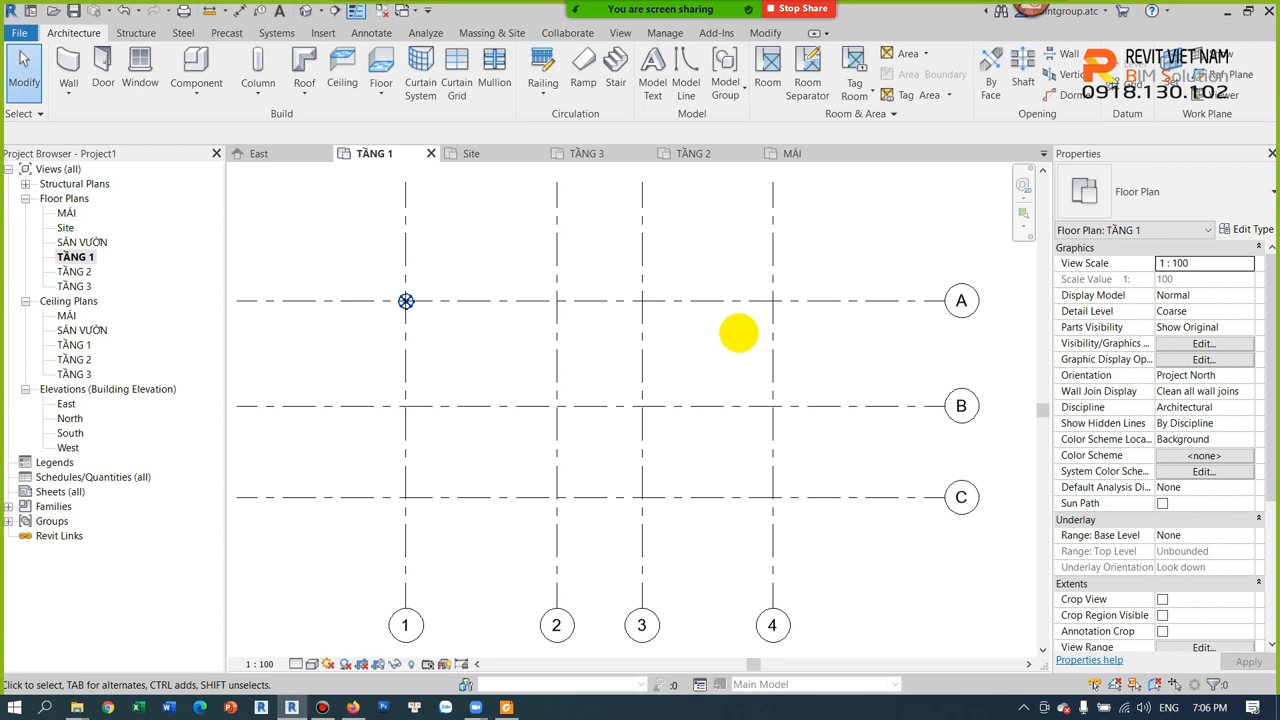 You are screen sharing
Stop Share
File
Architecture
Structure
Steel
Precast
Systems
Insert
Annotate
Analyze
Massing & Site
Collaborate
View
Manage
Add-Ins
Modify
Modify
Wall
Door
Window
Component
Column
Roof
Ceiling
Floor
Curtain System
Curtain Grid
Mullion
Railing
Ramp
Stair
Model Text
Model Line
Model Group
Room
Room Separator
Tag Room
Area
Area Boundary
Tag Area
By Face
Shaft
Wall
REVIT VIET NAM
BIM Solution
0918.130.102
Select
Build
Circulation
Model
Room & Area
Opening
Datum
Work Plane
Project Browser - Project1
East
TẦNG 1
Site
TẦNG 3
TẦNG 2
MÁI
Properties
Views (all)
Structural Plans
Floor Plans
MÁI
Site
SÂN VƯỜN
TẦNG 1
TẦNG 2
TẦNG 3
Ceiling Plans
MÁI
SÂN VƯỜN
TẦNG 1
TẦNG 2
TẦNG 3
Elevations (Building Elevation)
East
North
South
West
Legends
Schedules/Quantities (all)
Sheets (all)
Families
Groups
Revit Links
A
B
C
1
2
3
4
Floor Plan
Floor Plan: TẦNG 1
Edit Type
Graphics
View Scale 1 : 100
Scale Value 1: 100
Display Model Normal
Detail Level Coarse
Parts Visibility Show Original
Visibility/Graphics ... Edit...
Graphic Display Op... Edit...
Orientation Project North
Wall Join Display Clean all wall joins
Discipline Architectural
Show Hidden Lines By Discipline
Color Scheme Loca... Background
Color Scheme <none>
System Color Sche... Edit...
Default Analysis Di... None
Sun Path
Underlay
Range: Base Level None
Range: Top Level Unbounded
Underlay Orientation Look down
Extents
Crop View
Crop Region Visible
Annotation Crop
View Range Edit...
Properties help
Apply
1 : 100
Click to select, TAB for alternates, CTRL adds, SHIFT unselects.
:0
Main Model
:0
ENG
7:06 PM